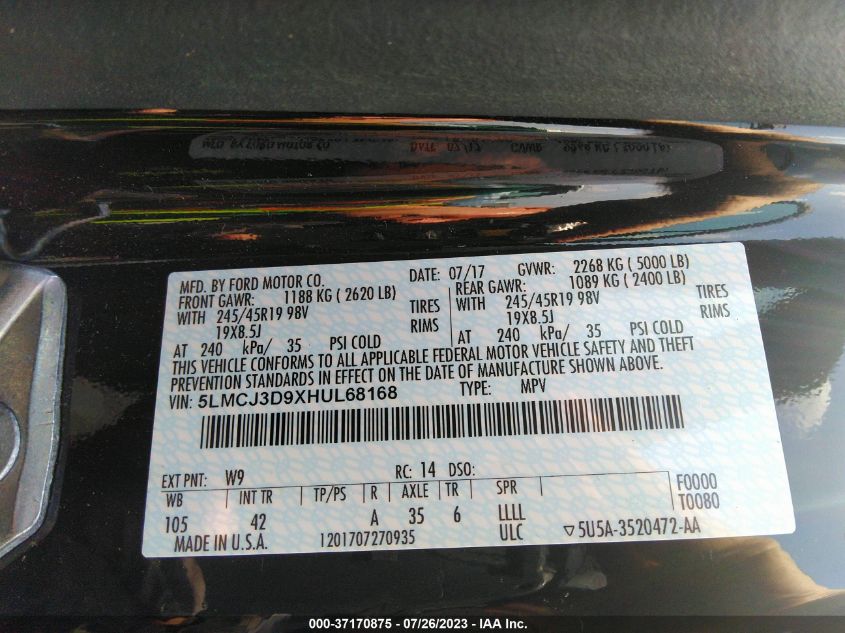 MFD. BY FORD MOTOR CO. DATE: 07/17 GVWR: 2268 KG ( 5000 LB)
FRONT GAWR: 1188 KG ( 2620 LB) REAR GAWR: 1089 KG ( 2400 LB)
WITH 245/45R19 98V TIRES WITH 245/45R19 98V TIRES
19X8.5J RIMS 19X8.5J RIMS
AT 240 kPa/ 35 PSI COLD AT 240 kPa/ 35 PSI COLD
THIS VEHICLE CONFORMS TO ALL APPLICABLE FEDERAL MOTOR VEHICLE SAFETY AND THEFT
PREVENTION STANDARDS IN EFFECT ON THE DATE OF MANUFACTURE SHOWN ABOVE.
VIN: 5LMCJ3D9XHUL68168 TYPE: MPV
EXT PNT: W9 RC: 14 DSO:
WB INT TR TP/PS R AXLE TR SPR F0000
105 42 A 35 6 LLLL T0080
MADE IN U.S.A. 1201707270935 ULC ▽5U5A-3520472-AA
000-37170875 - 07/26/2023 - IAA Inc.